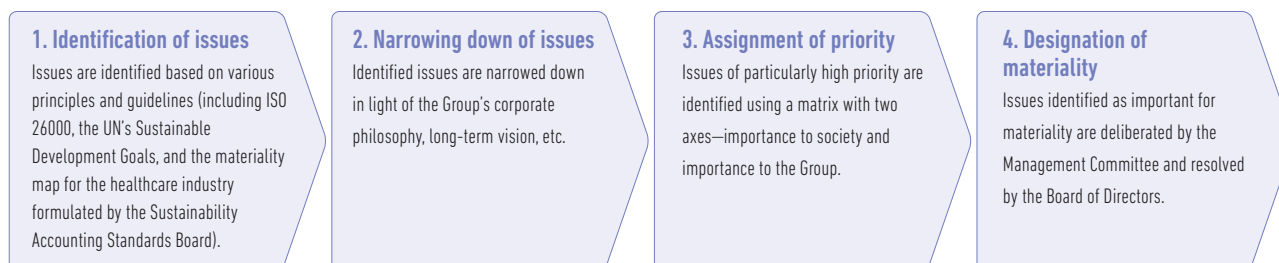 1. Identification of issues
Issues are identified based on various
principles and guidelines (including ISO
26000, the UN's Sustainable
Development Goals, and the materiality
map for the healthcare industry
formulated by the Sustainability
Accounting Standards Board).
2. Narrowing down of issues
Identified issues are narrowed down
in light of the Group's corporate
philosophy, long-term vision, etc.
3. Assignment of priority
Issues of particularly high priority are
identified using a matrix with two
axes—importance to society and
importance to the Group.
4. Designation of
materiality
Issues identified as important for
materiality are deliberated by the
Management Committee and resolved
by the Board of Directors.